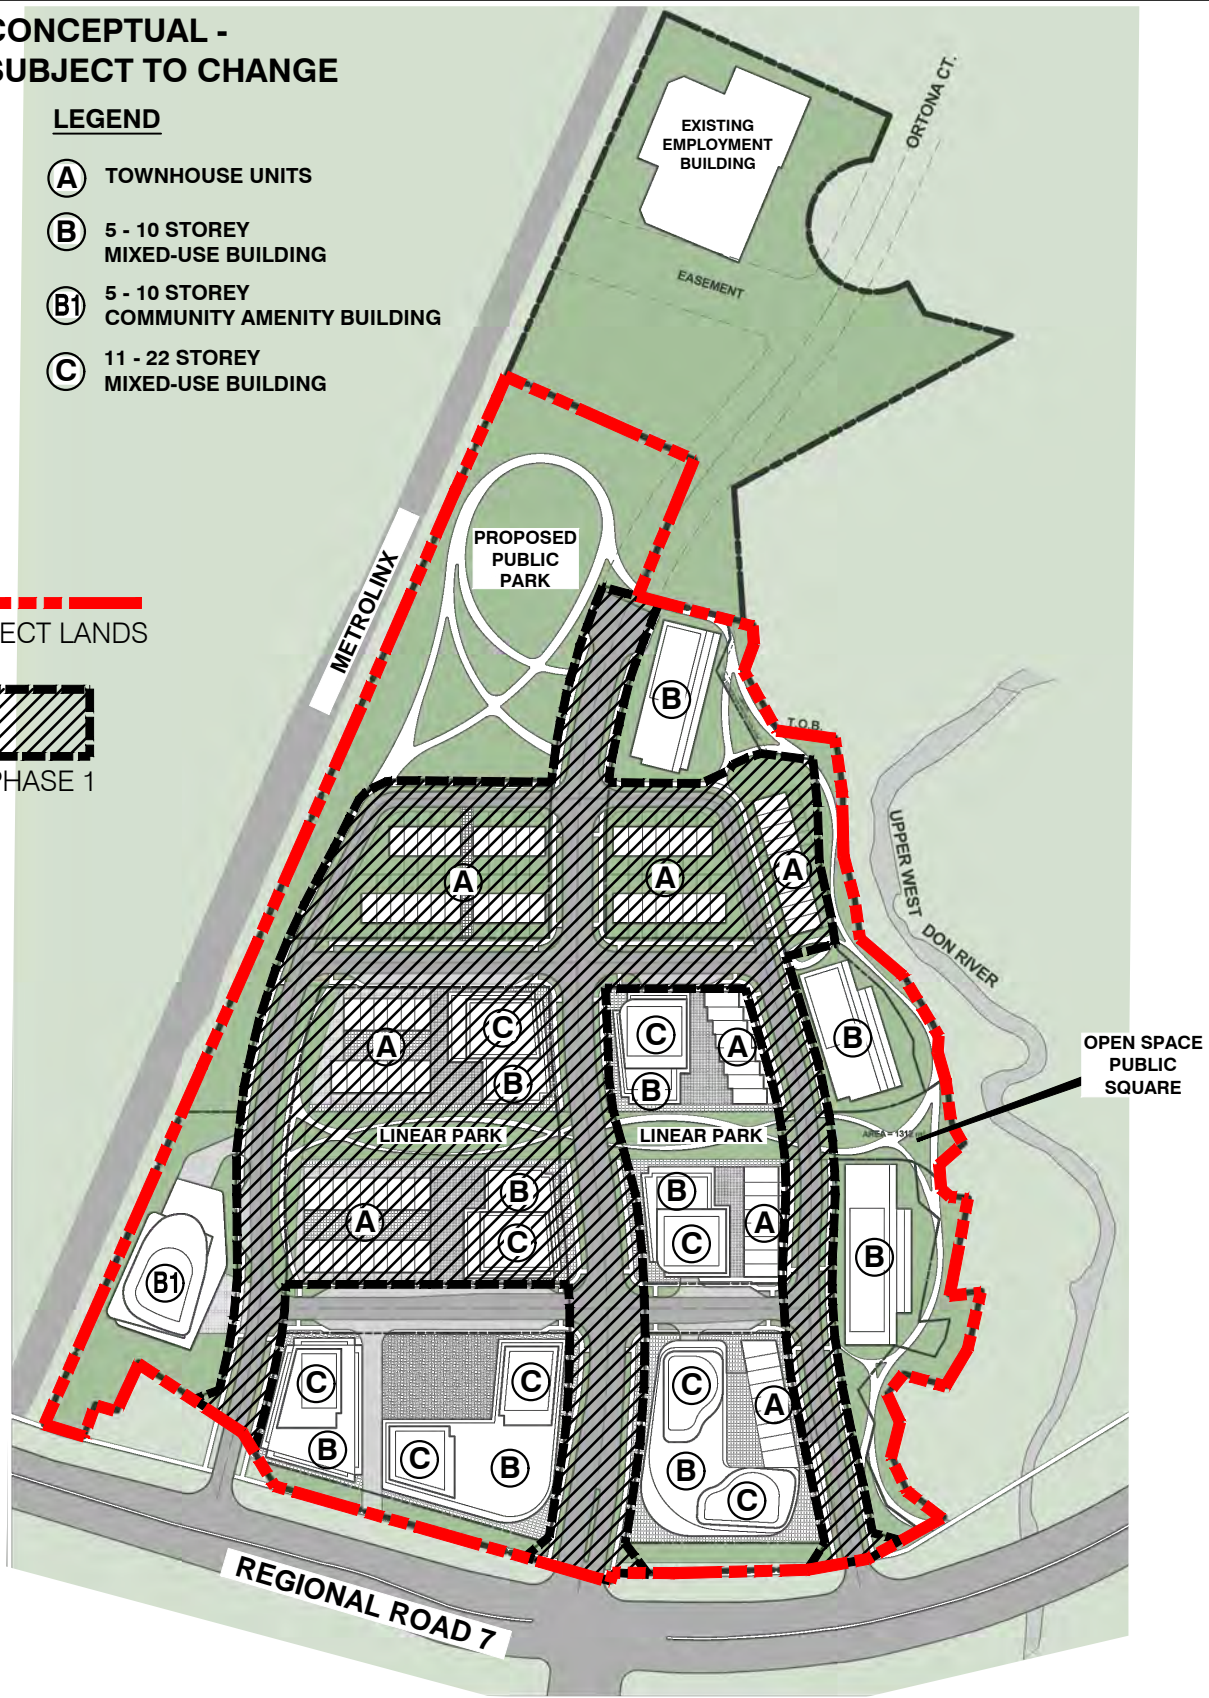 CONCEPTUAL -
SUBJECT TO CHANGE
LEGEND
A TOWNHOUSE UNITS
B 5 - 10 STOREY
MIXED-USE BUILDING
B1 5 - 10 STOREY
COMMUNITY AMENITY BUILDING
C 11 - 22 STOREY
MIXED-USE BUILDING
ECT LANDS
PHASE 1
EXISTING
EMPLOYMENT
BUILDING
ORTONA CT.
EASEMENT
METROLINX
PROPOSED
PUBLIC
PARK
B
T.O.B.
UPPER WEST
DON RIVER
A
A
A
C
A
B
C
A
B
B
OPEN SPACE
PUBLIC
SQUARE
LINEAR PARK
LINEAR PARK
B
A
C
B
C
A
B
B1
C
B
C
C
B
C
A
B
C
REGIONAL ROAD 7